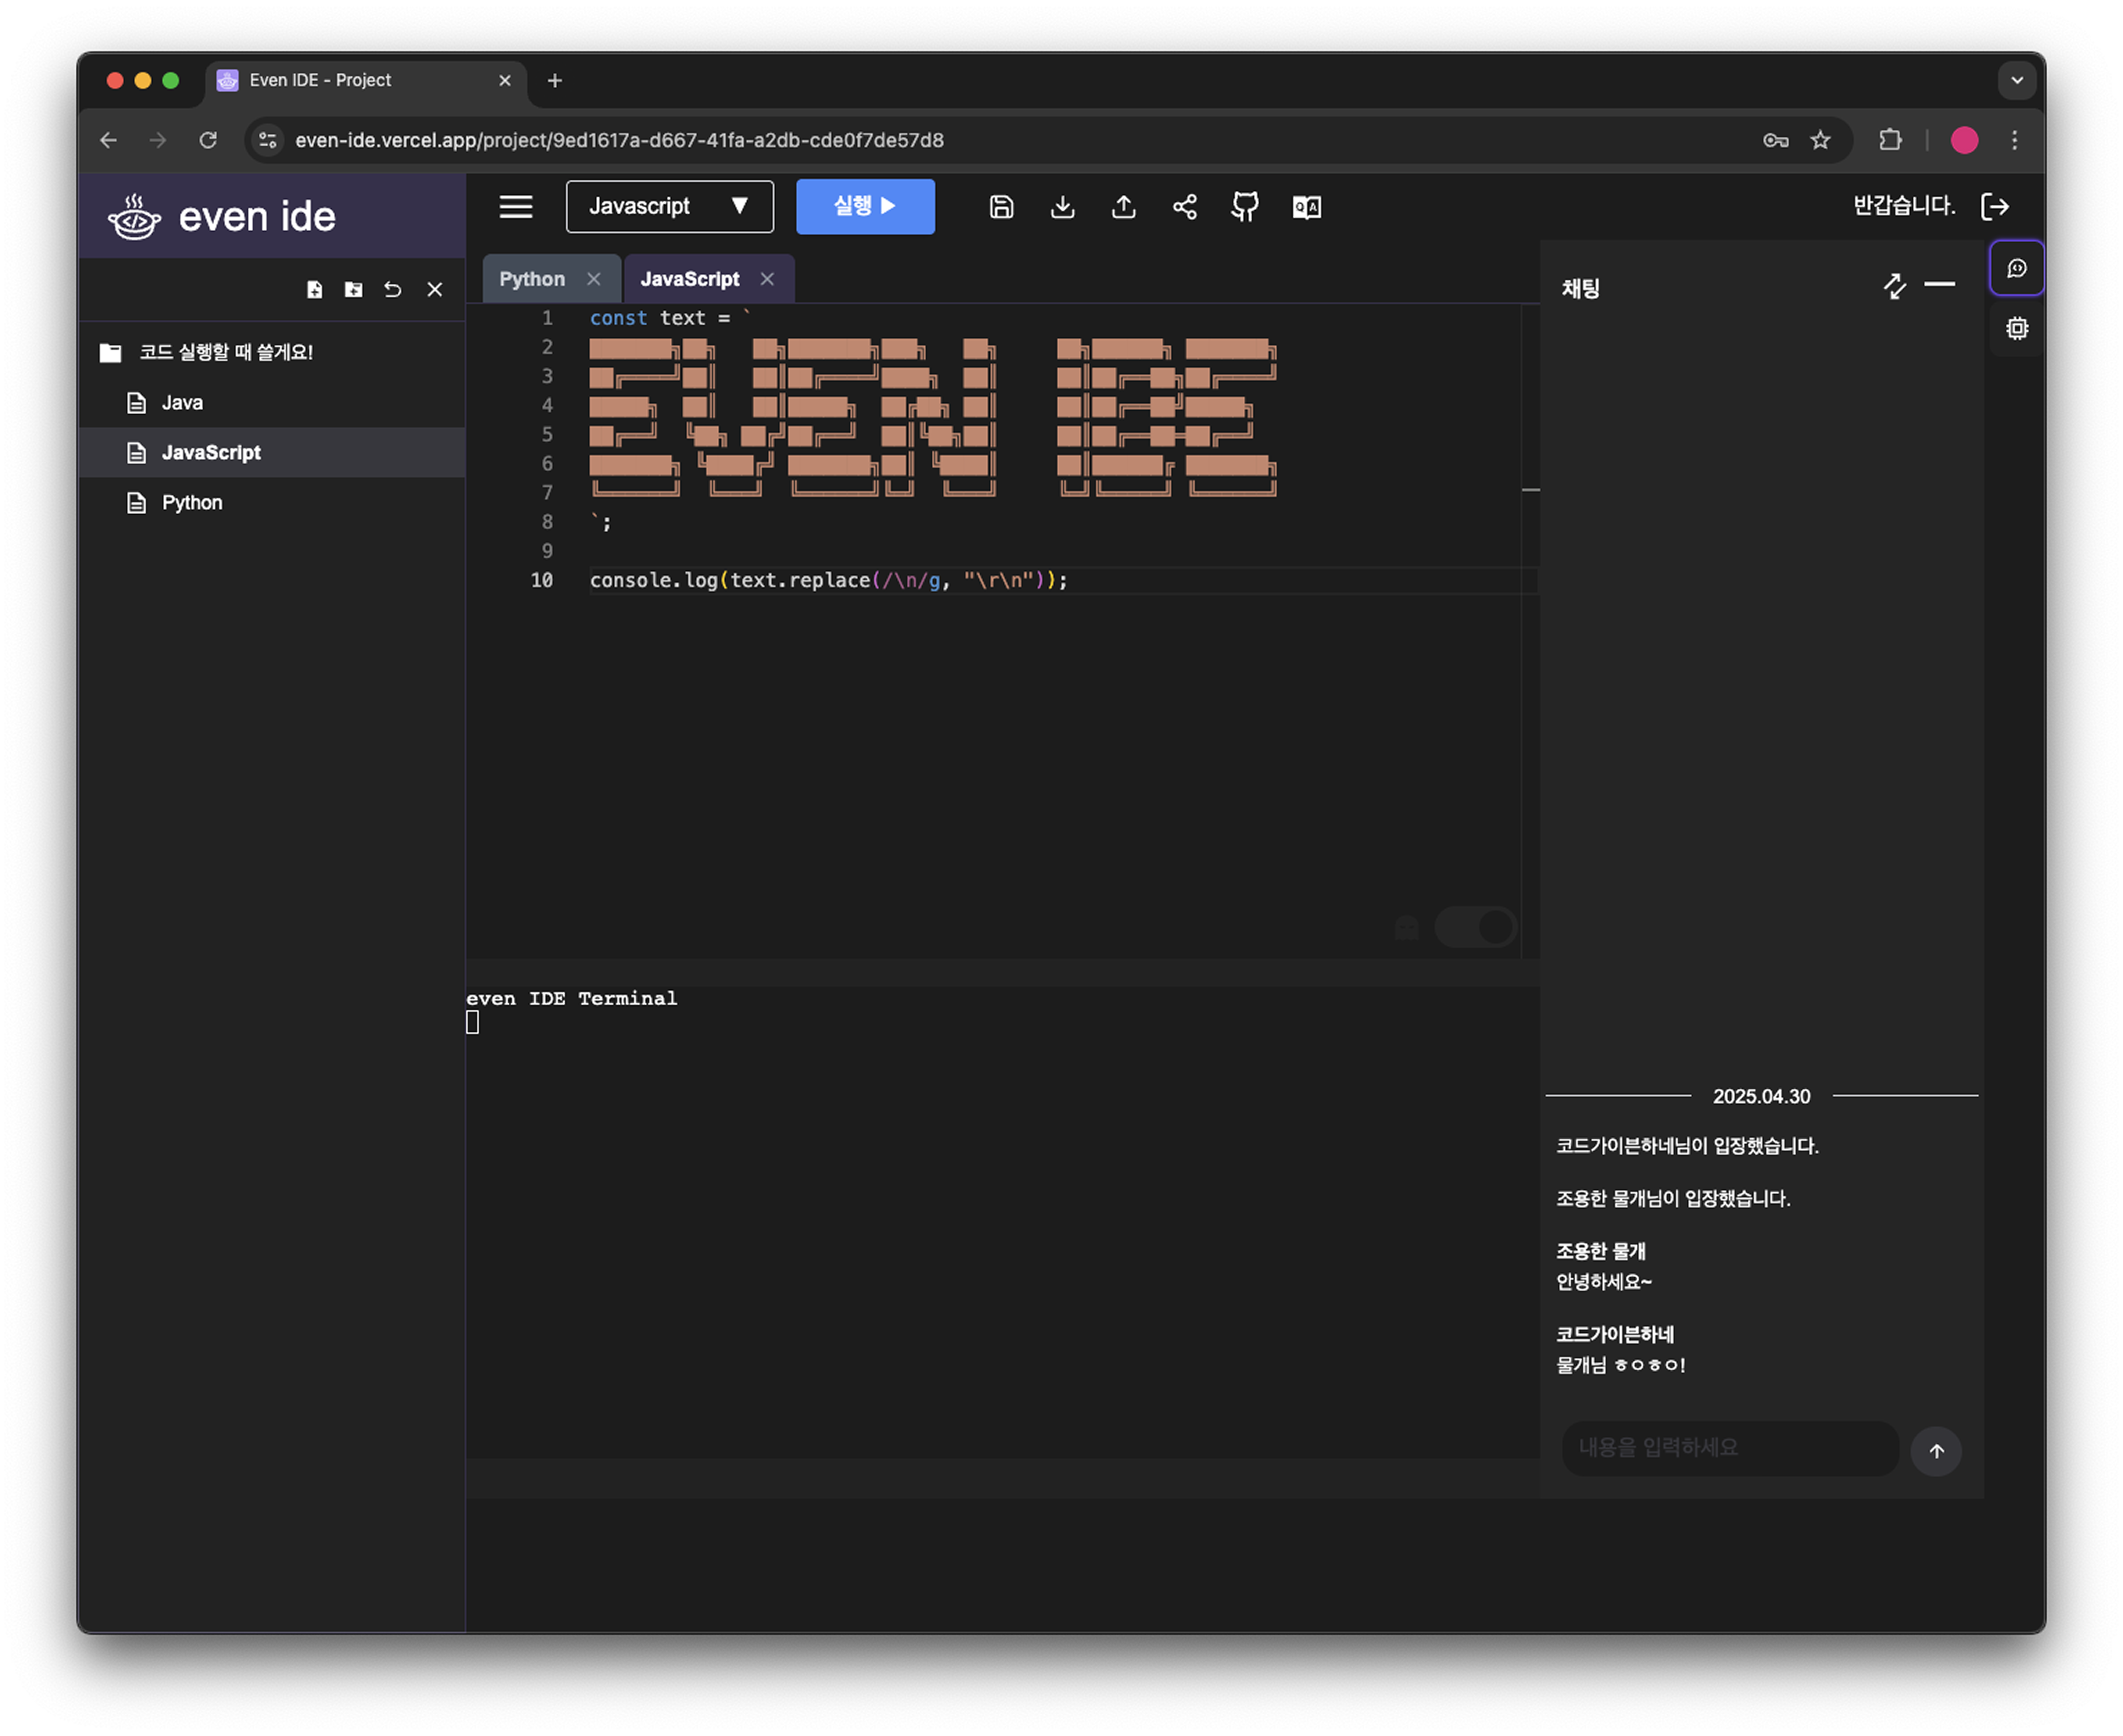 Even IDE - Project
even-ide.vercel.app/project/9ed1617a-d667-41fa-a2db-cde0f7de57d8
even ide
Javascript
실행
반갑습니다.
코드 실행할 때 쓸게요!
Java
JavaScript
Python
Python
JavaScript
1 const text = `
2
3
4
5
6
7
8 `;
9
10 console.log(text.replace(/\n/g, "\r\n"));
even IDE Terminal
채팅
2025.04.30
코드가이븐하네님이 입장했습니다.
조용한 물개님이 입장했습니다.
조용한 물개
안녕하세요~
코드가이븐하네
물개님 ㅎㅇㅎㅇ!
내용을 입력하세요